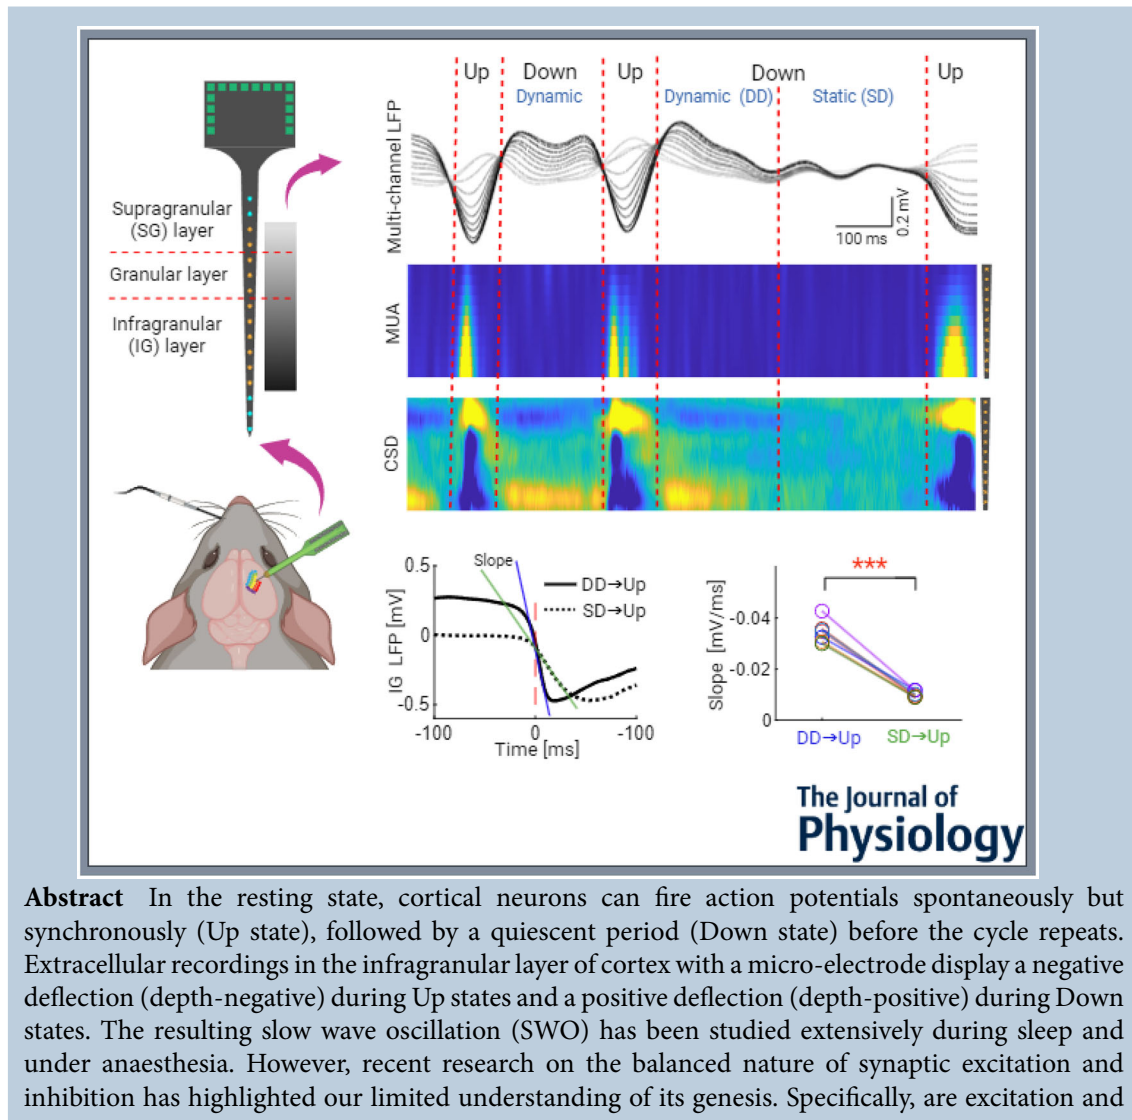 Up
Down
Up
Down
Up
Dynamic
Dynamic (DD)
Static (SD)
Multi-channel LFP
0.2 mV
100 ms
Supragranular
(SG) layer
Granular layer
Infragranular
(IG) layer
MUA
CSD
0.5
0
-0.5
IG LFP [mV]
Slope
DD→Up
SD→Up
-100
0
-100
Time [ms]
***
Slope [mV/ms]
-0.04
-0.02
0
DD→Up
SD→Up
The Journal of
Physiology
Abstract In the resting state, cortical neurons can fire action potentials spontaneously but
synchronously (Up state), followed by a quiescent period (Down state) before the cycle repeats.
Extracellular recordings in the infragranular layer of cortex with a micro-electrode display a negative
deflection (depth-negative) during Up states and a positive deflection (depth-positive) during Down
states. The resulting slow wave oscillation (SWO) has been studied extensively during sleep and
under anaesthesia. However, recent research on the balanced nature of synaptic excitation and
inhibition has highlighted our limited understanding of its genesis. Specifically, are excitation and